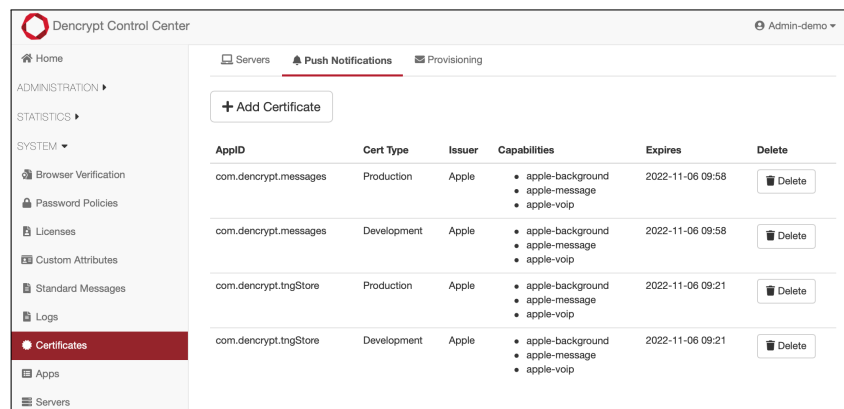 Dencrypt Control Center
Admin-demo
Home
ADMINISTRATION
STATISTICS
SYSTEM
Browser Verification
Password Policies
Licenses
Custom Attributes
Standard Messages
Logs
Certificates
Apps
Servers
Servers Push Notifications Provisioning
+ Add Certificate
AppID Cert Type Issuer Capabilities Expires Delete
com.dencrypt.messages Production Apple • apple-background 2022-11-06 09:58 Delete
• apple-message
• apple-voip
com.dencrypt.messages Development Apple • apple-background 2022-11-06 09:58 Delete
• apple-message
• apple-voip
com.dencrypt.tngStore Production Apple • apple-background 2022-11-06 09:21 Delete
• apple-message
• apple-voip
com.dencrypt.tngStore Development Apple • apple-background 2022-11-06 09:21 Delete
• apple-message
• apple-voip